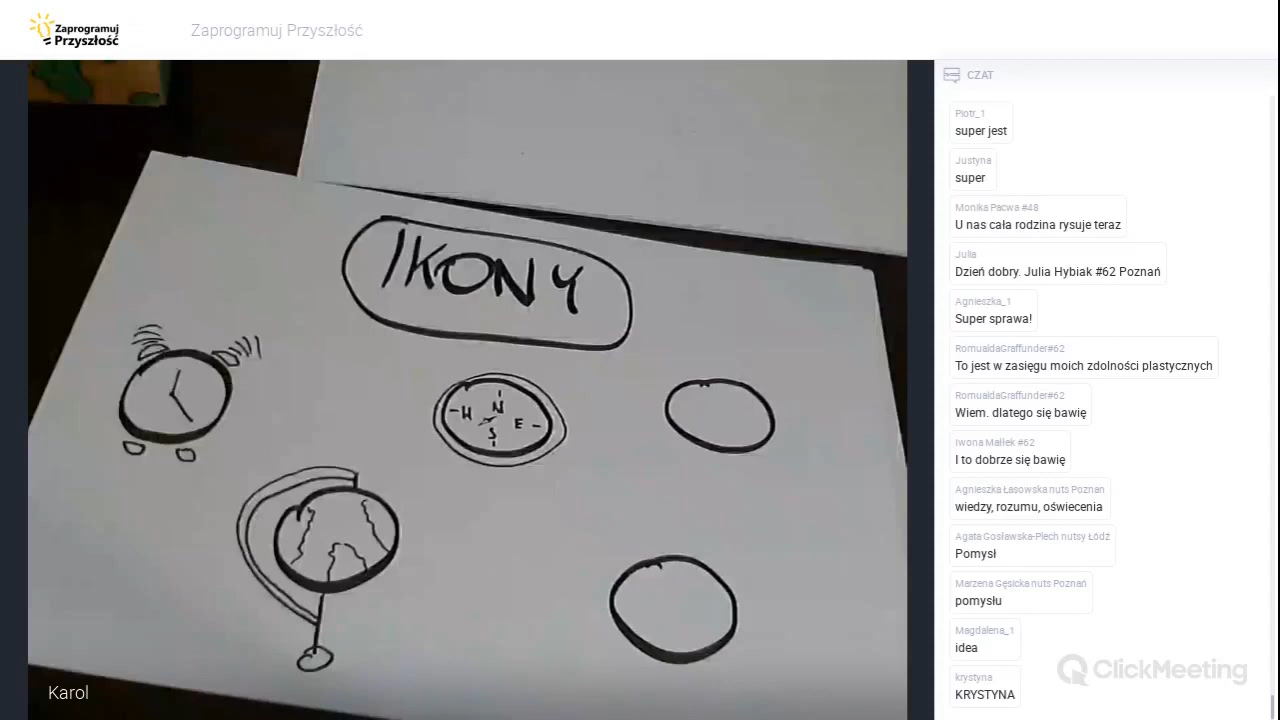 Zaprogramuj
Przyszłość
Zaprogramuj Przyszłość
CZAT
Piotr_1
super jest
Justyna
super
Monika Pacwa #48
U nas cała rodzina rysuje teraz
Julia
Dzień dobry. Julia Hybiak #62 Poznań
Agnieszka_1
Super sprawa!
RomualdaGraffunder#62
To jest w zasięgu moich zdolności plastycznych
RomualdaGraffunder#62
Wiem. dlatego się bawię
Iwona Małłek #62
I to dobrze się bawię
Agnieszka Łasowska nuts Poznan
wiedzy, rozumu, oświecenia
Agata Gosławska-Plech nutsy Łódź
Pomysł
Marzena Gęsicka nuts Poznań
pomysłu
Magdalena_1
idea
krystyna
KRYSTYNA
IKONY
N
W E
S
Karol
ClickMeeting